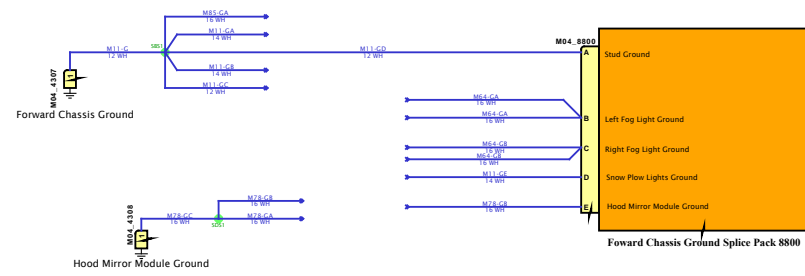 M85-GA
16 WH
M11-GA
14 WH
M11-G
12 WH
SBS1
M11-GD
12 WH
M11-GB
14 WH
M11-GC
12 WH
M04_4307
1
Forward Chassis Ground
M04_8800
A
Stud Ground
M64-GA
16 WH
M64-GA
16 WH
B
Left Fog Light Ground
M64-GB
16 WH
M64-GB
16 WH
C
Right Fog Light Ground
M11-GE
14 WH
D
Snow Plow Lights Ground
M78-GB
16 WH
E
Hood Mirror Module Ground
Foward Chassis Ground Splice Pack 8800
M78-GB
16 WH
M78-GC
16 WH
M78-GA
16 WH
M04_4308
1
Hood Mirror Module Ground